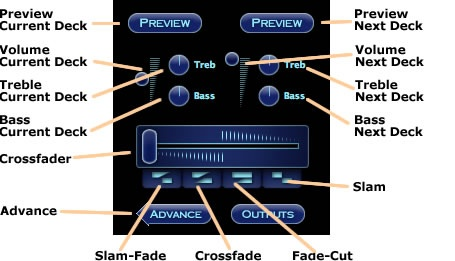 Preview
Current Deck
PREVIEW
PREVIEW
Preview
Next Deck
Volume
Current Deck
Volume
Next Deck
Treble
Current Deck
Treb
Treb
Treble
Next Deck
Bass
Current Deck
Bass
Bass
Bass
Next Deck
Crossfader
Slam
Advance
ADVANCE
OUTPUTS
Slam-Fade
Crossfade
Fade-Cut